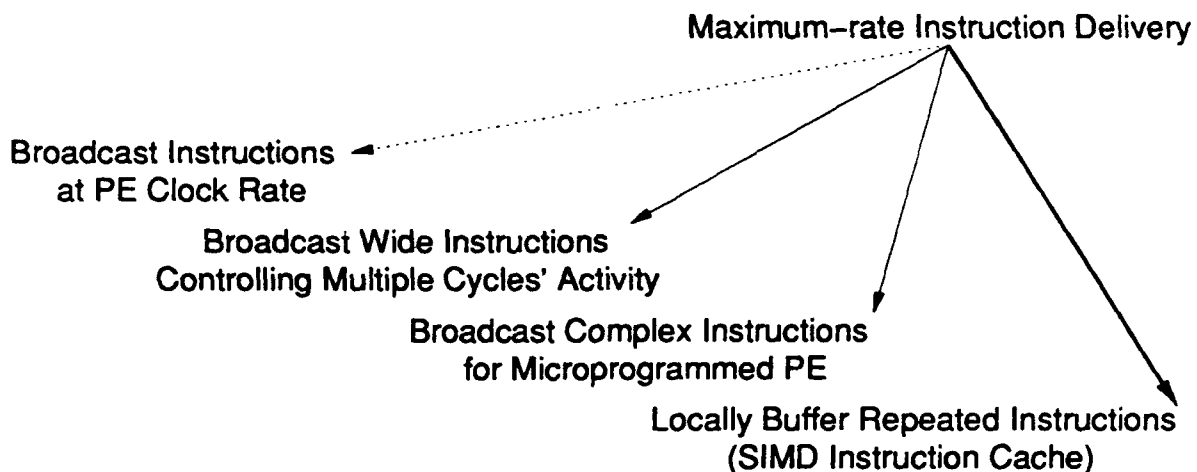 Maximum–rate Instruction Delivery
Broadcast Instructions
at PE Clock Rate
Broadcast Wide Instructions
Controlling Multiple Cycles' Activity
Broadcast Complex Instructions
for Microprogrammed PE
Locally Buffer Repeated Instructions
(SIMD Instruction Cache)